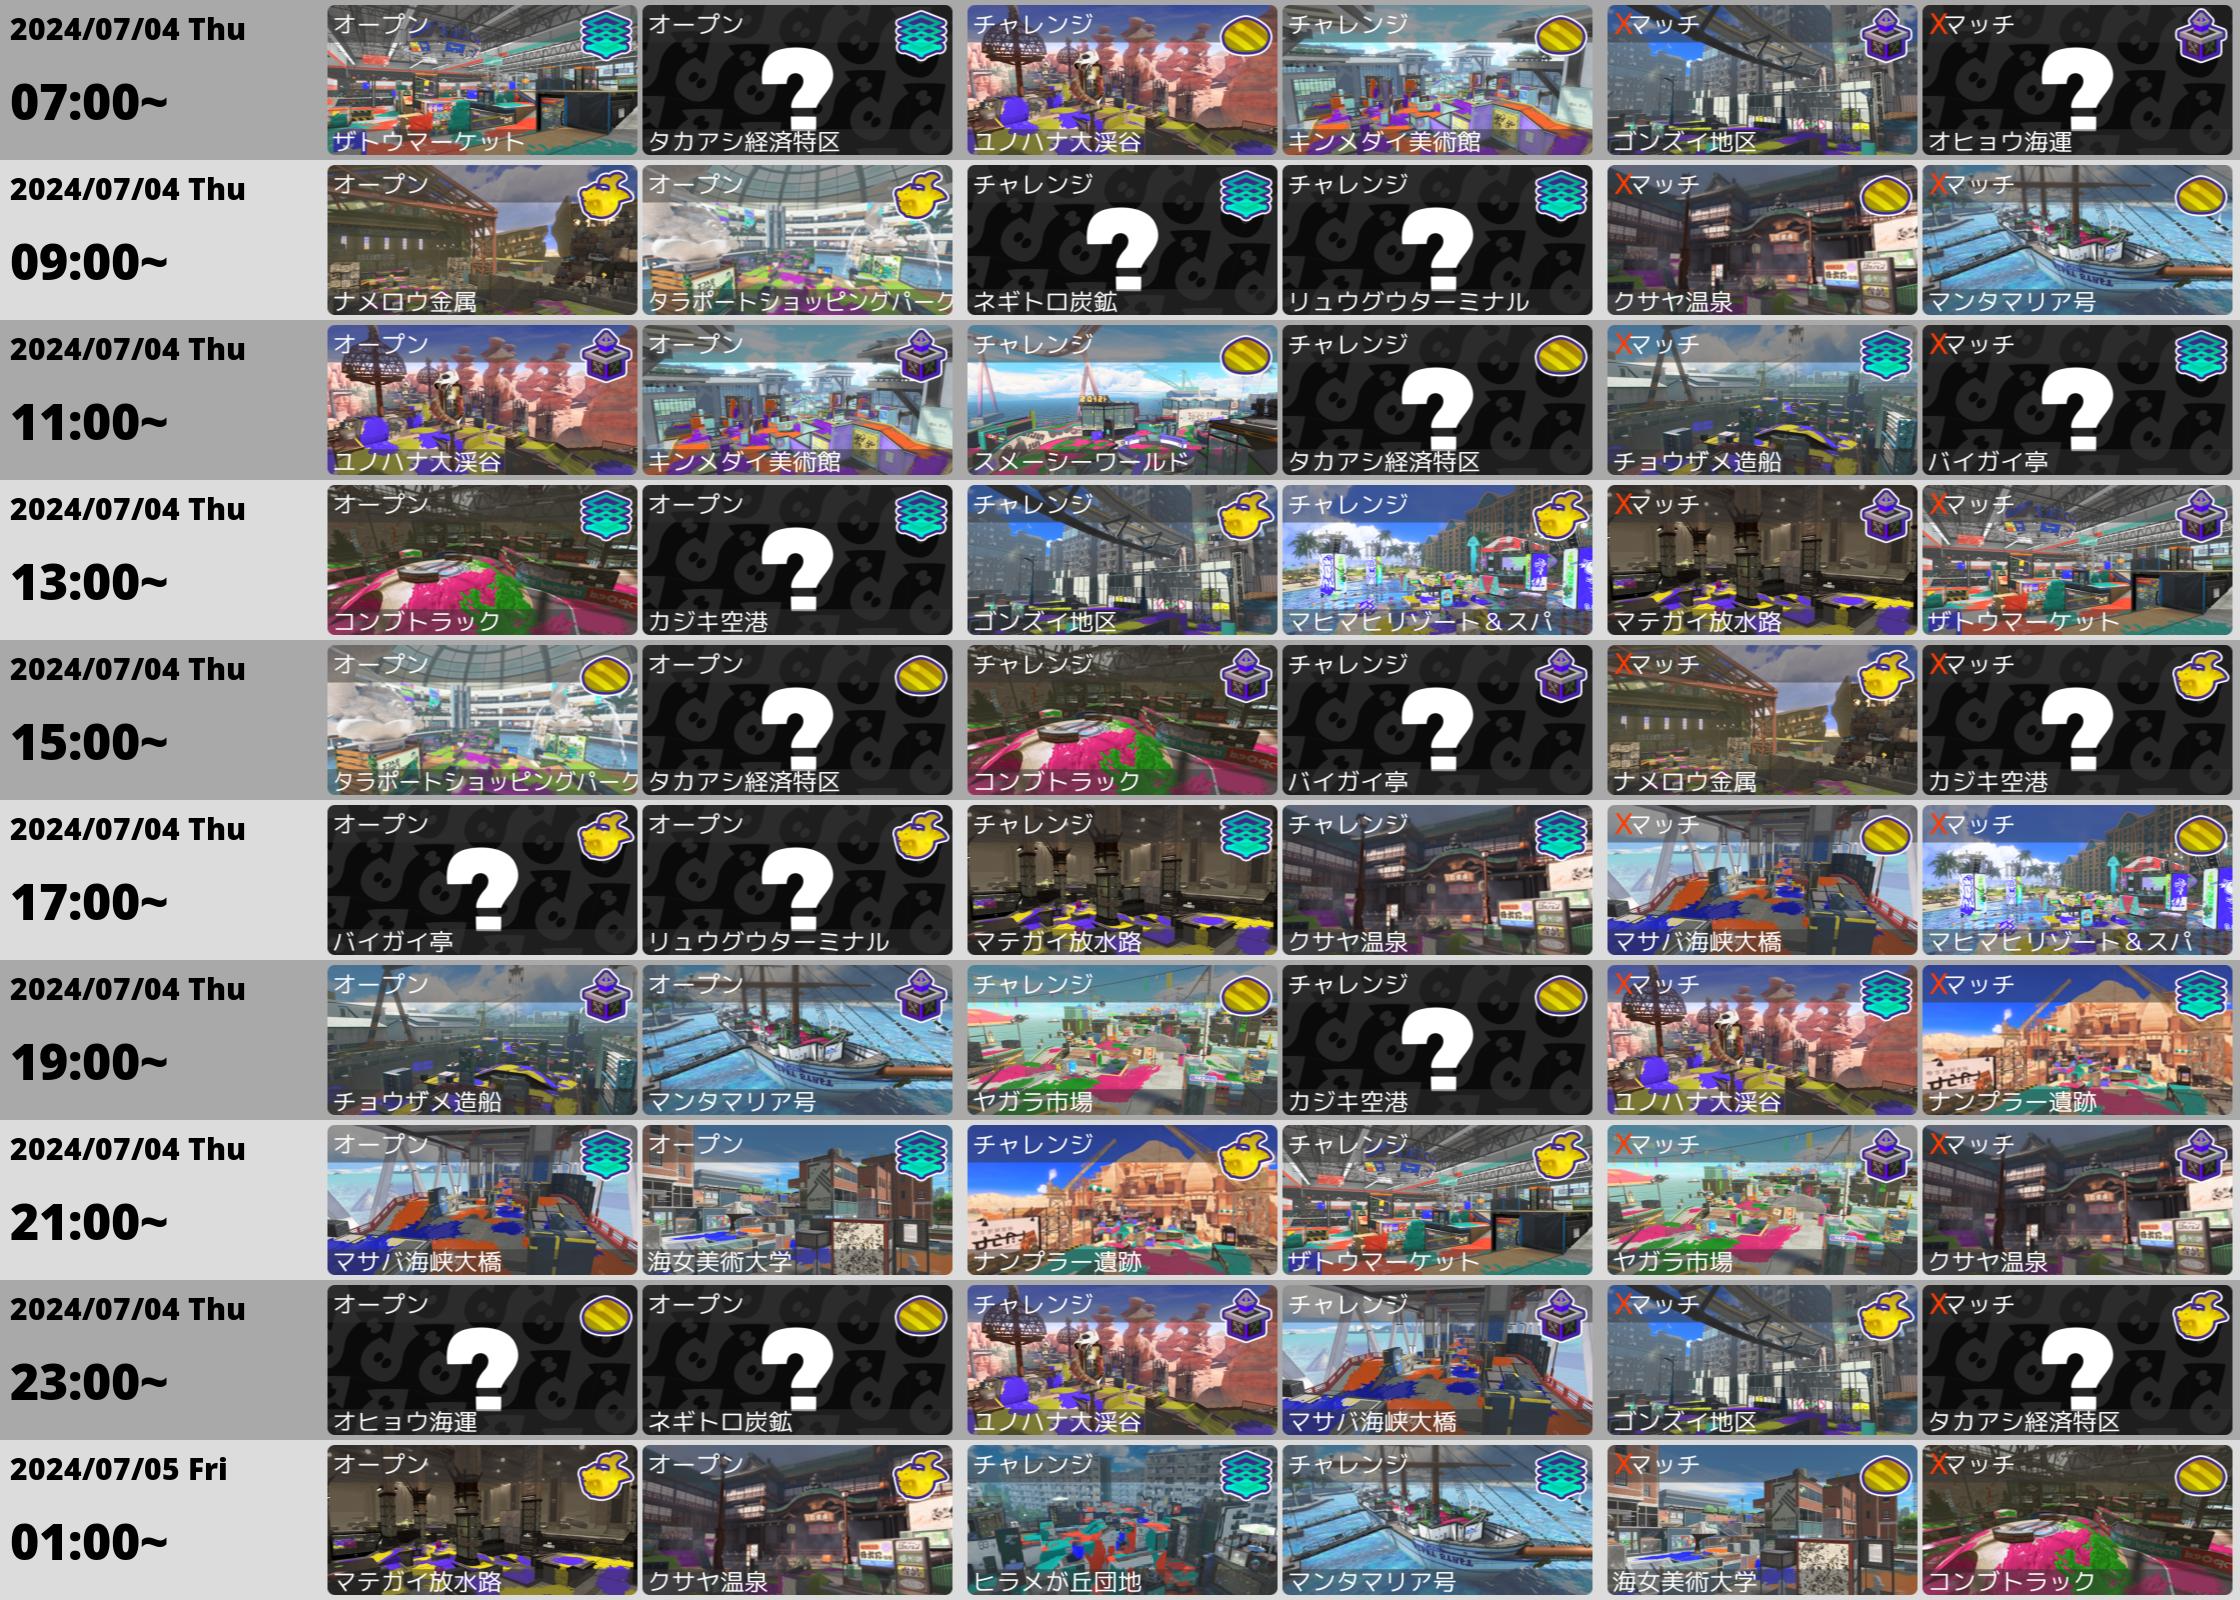 2024/07/04 Thu
07:00~
オープン
ザトウマーケット
オープン
タカアシ経済特区
チャレンジ
ユノハナ大渓谷
チャレンジ
キンメダイ美術館
Xマッチ
ゴンズイ地区
Xマッチ
オヒョウ海運
2024/07/04 Thu
09:00~
オープン
ナメロウ金属
オープン
タラポートショッピングパーク
チャレンジ
ネギトロ炭鉱
チャレンジ
リュウグウターミナル
Xマッチ
クサヤ温泉
Xマッチ
マンタマリア号
2024/07/04 Thu
11:00~
オープン
ユノハナ大渓谷
オープン
キンメダイ美術館
チャレンジ
スメーシーワールド
チャレンジ
タカアシ経済特区
Xマッチ
チョウザメ造船
Xマッチ
バイガイ亭
2024/07/04 Thu
13:00~
オープン
コンブトラック
オープン
カジキ空港
チャレンジ
ゴンズイ地区
チャレンジ
マヒマヒリゾート＆スパ
Xマッチ
マテガイ放水路
Xマッチ
ザトウマーケット
2024/07/04 Thu
15:00~
オープン
タラポートショッピングパーク
オープン
タカアシ経済特区
チャレンジ
コンブトラック
チャレンジ
バイガイ亭
Xマッチ
ナメロウ金属
Xマッチ
カジキ空港
2024/07/04 Thu
17:00~
オープン
バイガイ亭
オープン
リュウグウターミナル
チャレンジ
マテガイ放水路
チャレンジ
クサヤ温泉
Xマッチ
マサバ海峡大橋
Xマッチ
マヒマヒリゾート＆スパ
2024/07/04 Thu
19:00~
オープン
チョウザメ造船
オープン
マンタマリア号
チャレンジ
ヤガラ市場
チャレンジ
カジキ空港
Xマッチ
ユノハナ大渓谷
Xマッチ
ナンプラー遺跡
2024/07/04 Thu
21:00~
オープン
マサバ海峡大橋
オープン
海女美術大学
チャレンジ
ナンプラー遺跡
チャレンジ
ザトウマーケット
Xマッチ
ヤガラ市場
Xマッチ
クサヤ温泉
2024/07/04 Thu
23:00~
オープン
オヒョウ海運
オープン
ネギトロ炭鉱
チャレンジ
ユノハナ大渓谷
チャレンジ
マサバ海峡大橋
Xマッチ
ゴンズイ地区
Xマッチ
タカアシ経済特区
2024/07/05 Fri
01:00~
オープン
マテガイ放水路
オープン
クサヤ温泉
チャレンジ
ヒラメが丘団地
チャレンジ
マンタマリア号
Xマッチ
海女美術大学
Xマッチ
コンブトラック